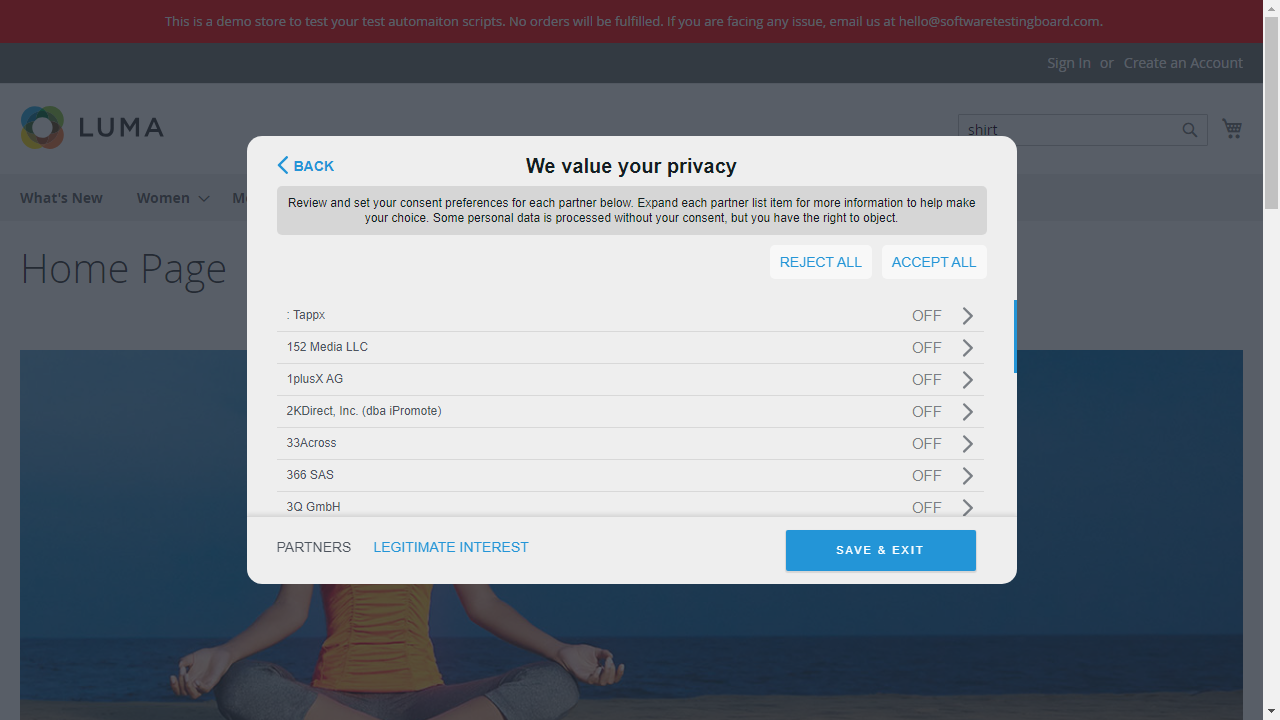 This is a demo store to test your test automaiton scripts. No orders will be fulfilled. If you are facing any issue, email us at hello@softwaretestingboard.com.
Sign In or Create an Account
LUMA
shirt
What's New Women
Home Page
BACK
We value your privacy
Review and set your consent preferences for each partner below. Expand each partner list item for more information to help make
your choice. Some personal data is processed without your consent, but you have the right to object.
REJECT ALL ACCEPT ALL
: Tappx OFF
152 Media LLC OFF
1plusX AG OFF
2KDirect, Inc. (dba iPromote) OFF
33Across OFF
366 SAS OFF
3Q GmbH OFF
PARTNERS LEGITIMATE INTEREST SAVE & EXIT